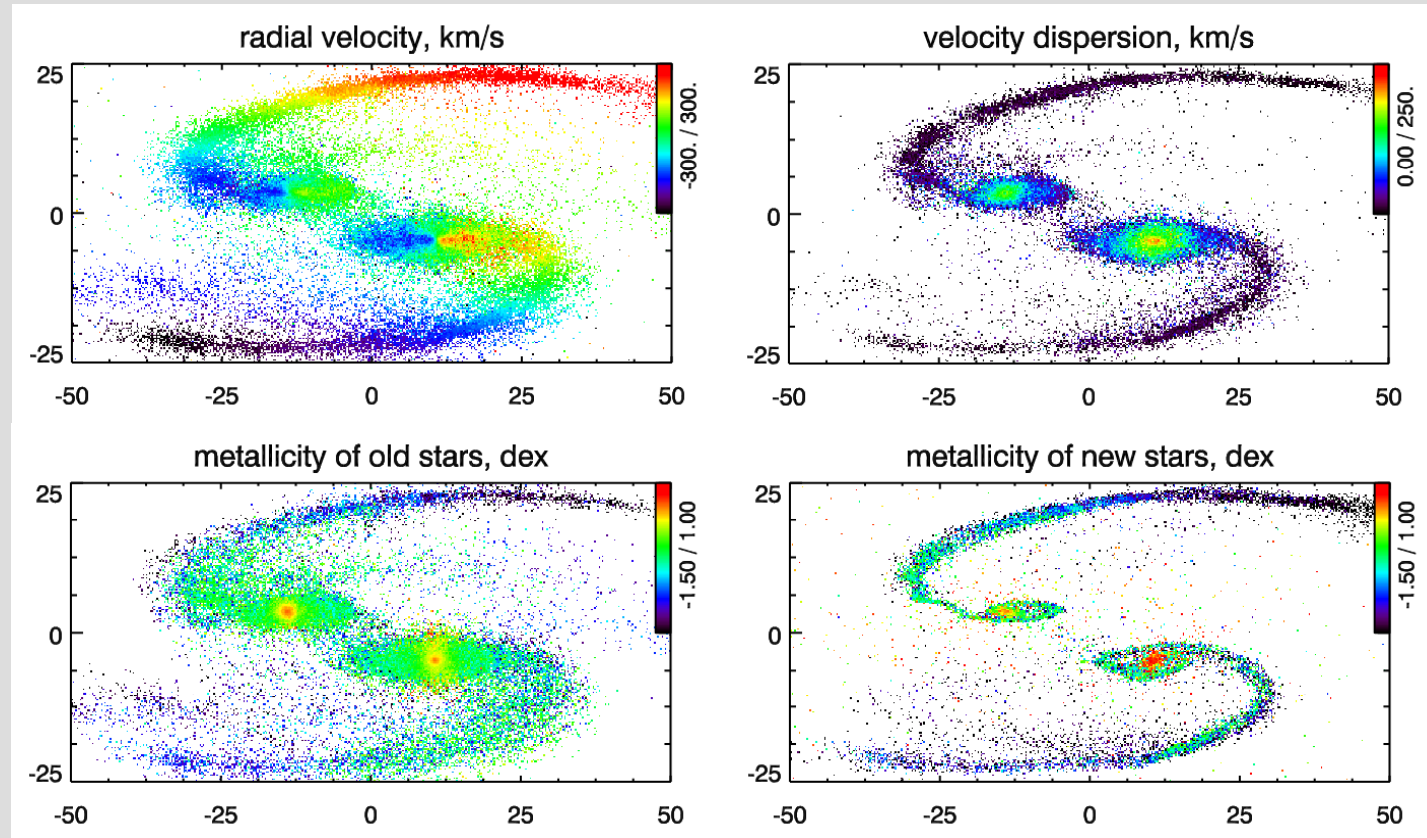 radial velocity, km/s
25
0
-25
-50 -25 0 25 50
-300. / 300.
velocity dispersion, km/s
25
0
-25
-50 -25 0 25 50
0.00 / 250.
metallicity of old stars, dex
25
0
-25
-50 -25 0 25 50
-1.50 / 1.00
metallicity of new stars, dex
25
0
-25
-50 -25 0 25 50
-1.50 / 1.00